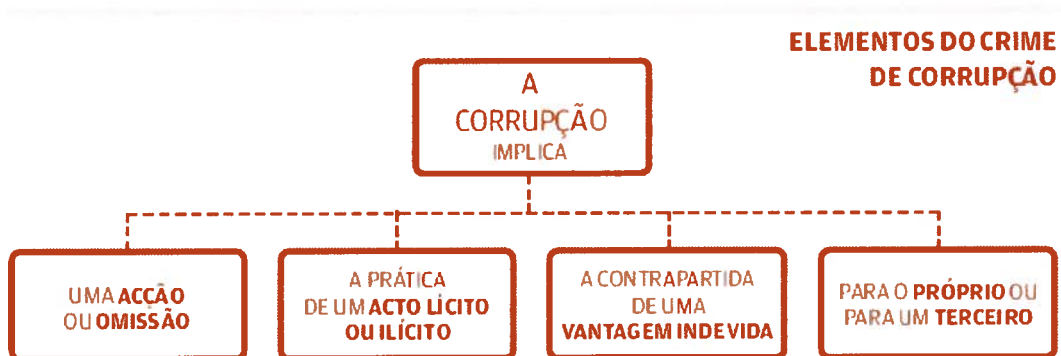 ELEMENTOS DO CRIME
DE CORRUPÇÃO
A
CORRUPÇÃO
IMPLICA
UMA ACÇÃO
OU OMISSÃO
A PRÁTICA
DE UM ACTO LÍCITO
OU ILÍCITO
A CONTRAPARTIDA
DE UMA
VANTAGEM INDEVIDA
PARA O PRÓPRIO OU
PARA UM TERCEIRO